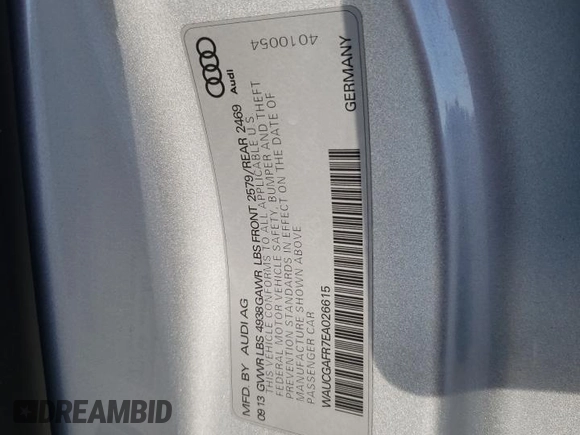 MFD. BY AUDI AG
0913 GVWR LBS 4938 GAWR LBS FRONT 2579/REAR 2469
THIS VEHICLE CONFORMS TO ALL APPLICABLE U.S.
FEDERAL MOTOR VEHICLE SAFETY, BUMPER AND THEFT
PREVENTION STANDARDS IN EFFECT ON THE DATE OF
MANUFACTURE SHOWN ABOVE
PASSENGER CAR
WAUCGAFR7EA026615
GERMANY
Audi
4010054
DREAMBID